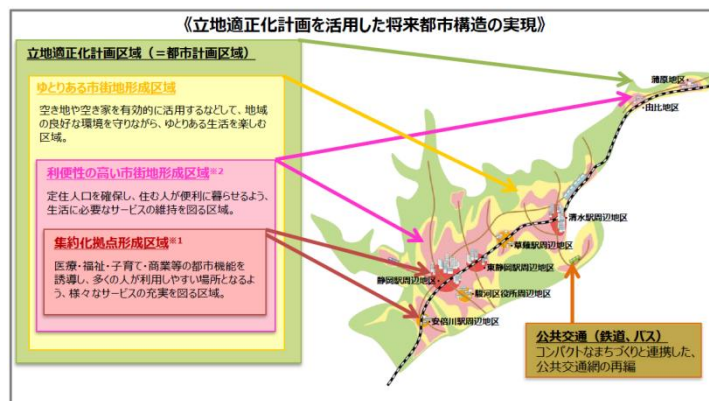 《立地適正化計画を活用した将来都市構造の実現》
立地適正化計画区域（＝都市計画区域）
ゆとりある市街地形成区域
空き地や空き家を有効的に活用するなどして、地域
の良好な環境を守りながら、ゆとりある生活を楽しむ
区域。
利便性の高い市街地形成区域※2
定住人口を確保し、住む人が便利に暮らせるよう、
生活に必要なサービスの維持を図る区域。
集約化拠点形成区域※1
医療・福祉・子育て・商業等の都市機能を
誘導し、多くの人が利用しやすい場所となるよ
う、様々なサービスの充実を図る区域。
蒲原地区
由比地区
清水駅周辺地区
草薙駅周辺地区
東静岡駅周辺地区
静岡駅周辺地区
駿河区役所周辺地区
安倍川駅周辺地区
公共交通（鉄道、バス）
コンパクトなまちづくりと連携した、
公共交通網の再編